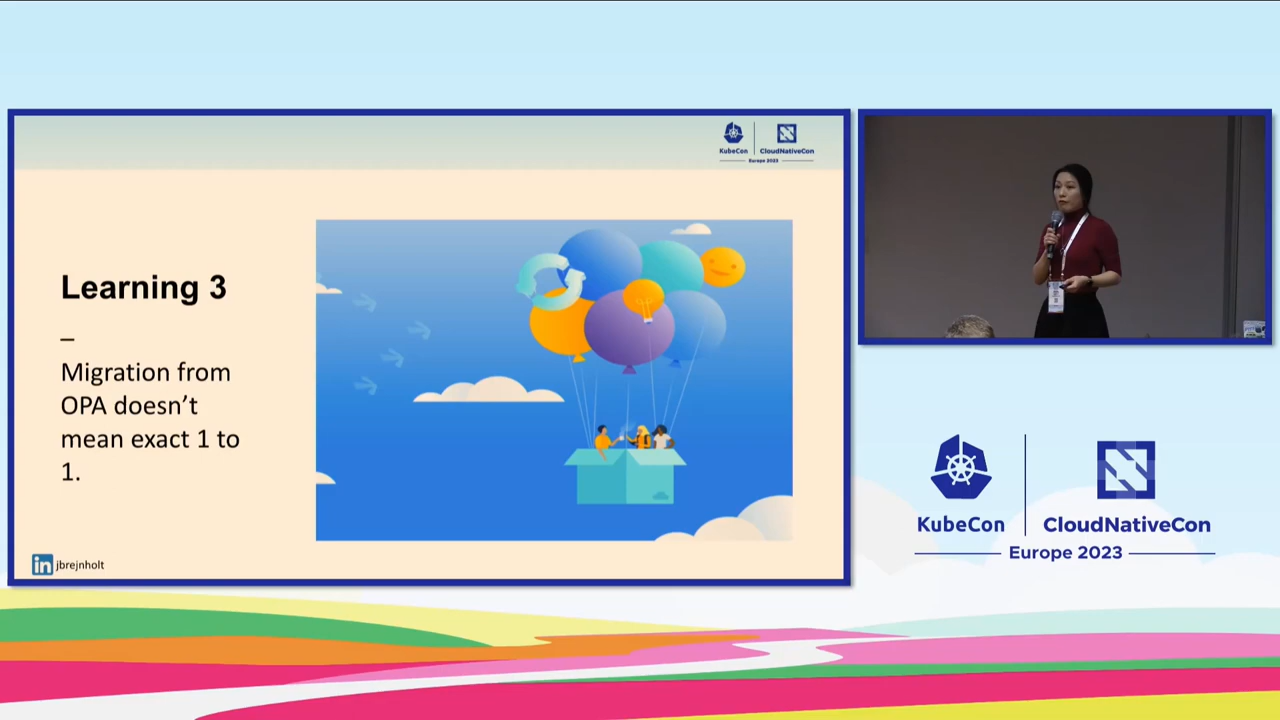 KubeCon
CloudNativeCon
Europe 2023
Learning 3
–
Migration from
OPA doesn’t
mean exact 1 to
1.
in jbrejnholt
KubeCon
CloudNativeCon
Europe 2023